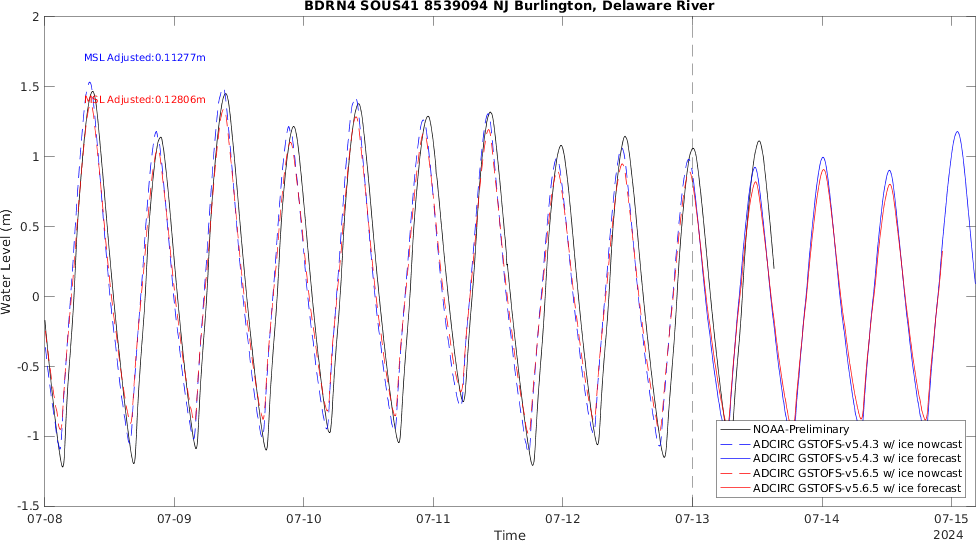 BDRN4 SOUS41 8539094 NJ Burlington, Delaware River
2
1.5
1
0.5
0
-0.5
-1
-1.5
Water Level (m)
MSL Adjusted:0.11277m
MSL Adjusted:0.12806m
NOAA-Preliminary
ADCIRC GSTOFS-v5.4.3 w/ ice nowcast
ADCIRC GSTOFS-v5.4.3 w/ ice forecast
ADCIRC GSTOFS-v5.6.5 w/ ice nowcast
ADCIRC GSTOFS-v5.6.5 w/ ice forecast
07-08 07-09 07-10 07-11 07-12 07-13 07-14 07-15
Time
2024